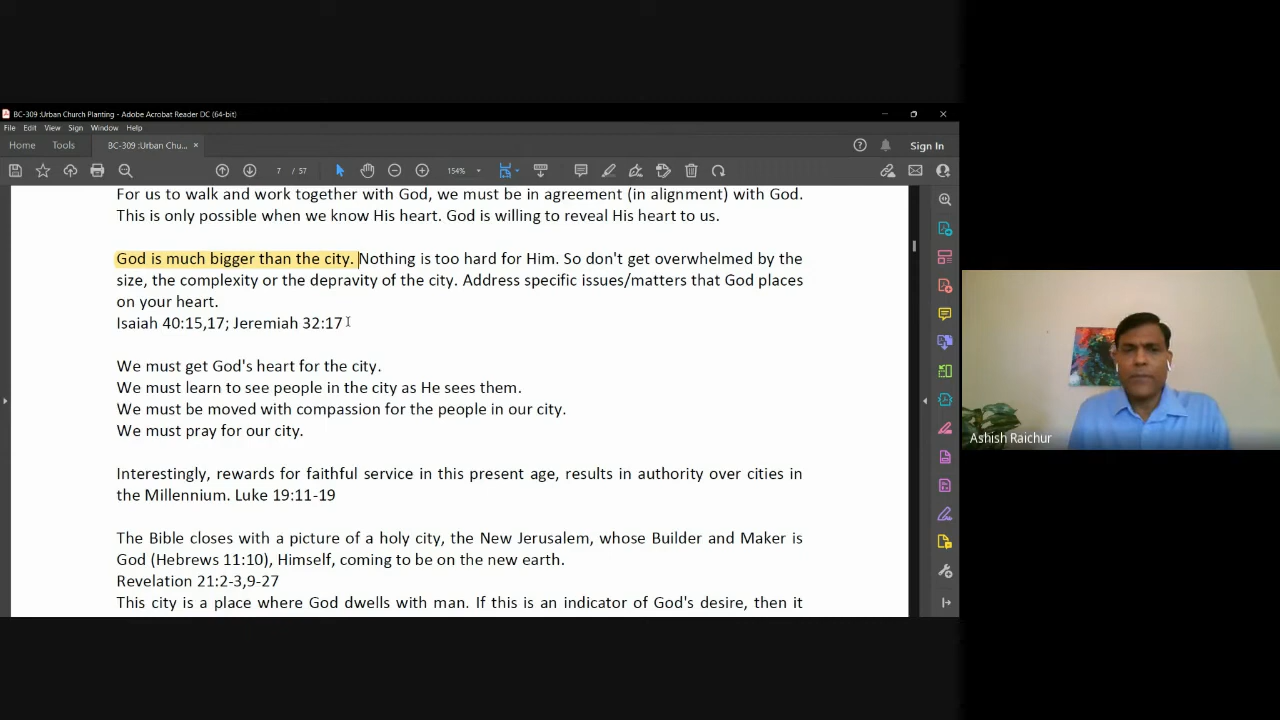 BC-309 :Urban Church Planting - Adobe Acrobat Reader DC (64-bit)
File Edit View Sign Window Help
Home Tools BC-309 :Urban Chu... × Sign In
7 / 57 154%
For us to walk and work together with God, we must be in agreement (in alignment) with God.
This is only possible when we know His heart. God is willing to reveal His heart to us.
God is much bigger than the city. Nothing is too hard for Him. So don't get overwhelmed by the
size, the complexity or the depravity of the city. Address specific issues/matters that God places
on your heart.
Isaiah 40:15,17; Jeremiah 32:17
We must get God's heart for the city.
We must learn to see people in the city as He sees them.
We must be moved with compassion for the people in our city.
We must pray for our city.
Interestingly, rewards for faithful service in this present age, results in authority over cities in
the Millennium. Luke 19:11-19
The Bible closes with a picture of a holy city, the New Jerusalem, whose Builder and Maker is
God (Hebrews 11:10), Himself, coming to be on the new earth.
Revelation 21:2-3,9-27
This city is a place where God dwells with man. If this is an indicator of God's desire, then it
Ashish Raichur